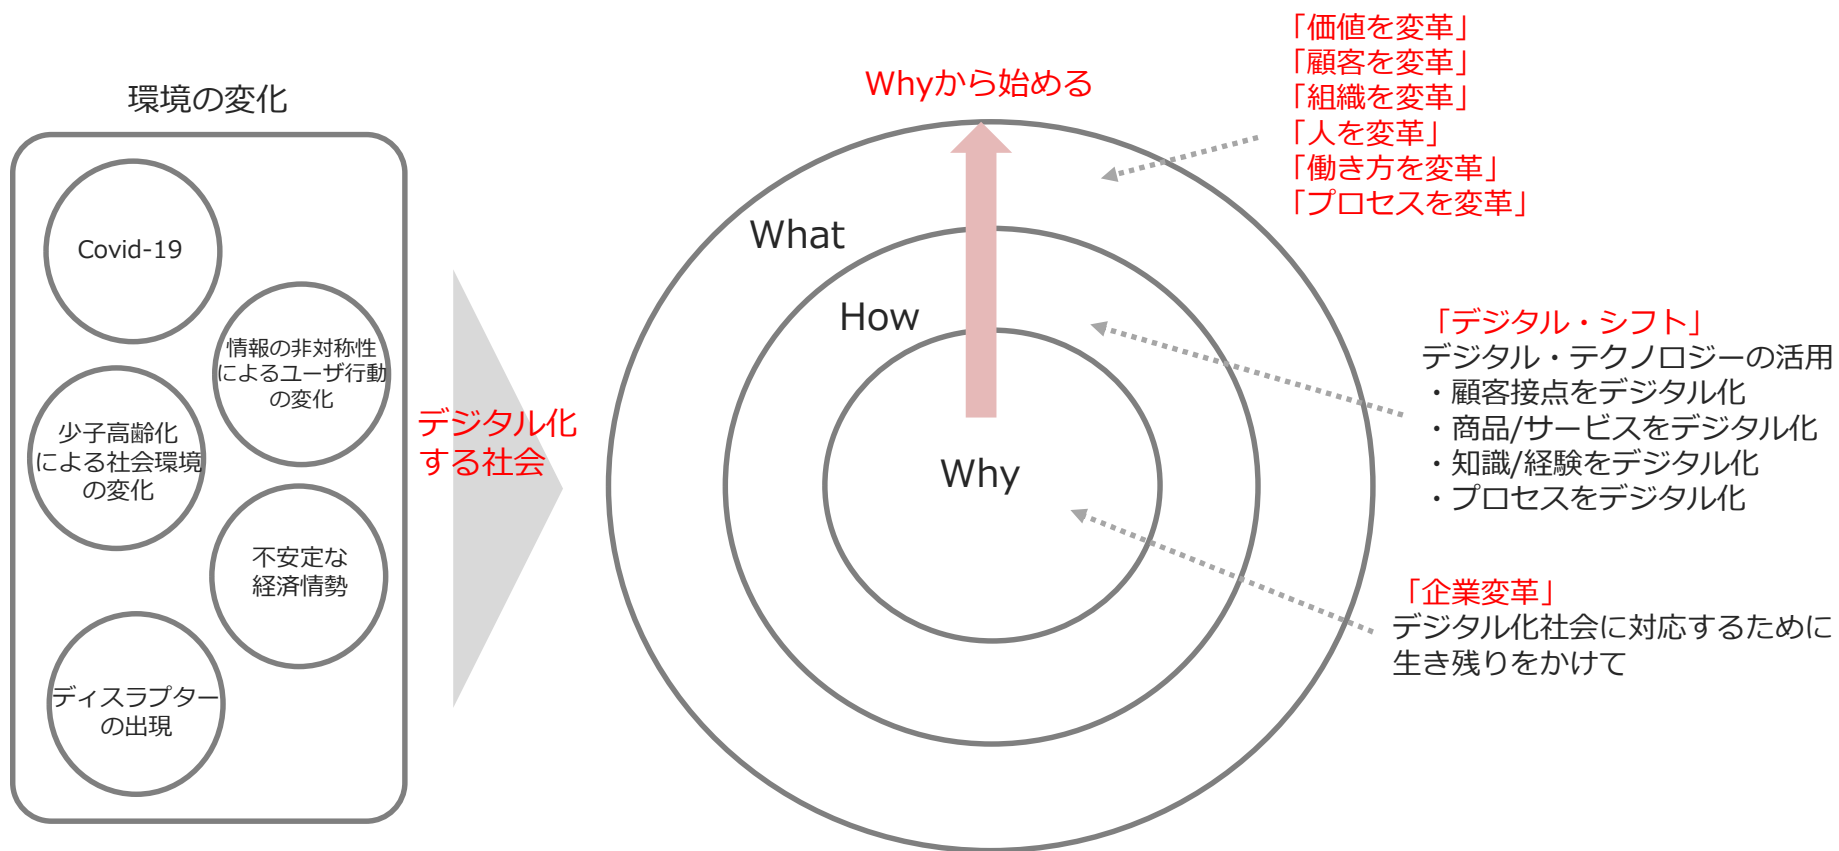 環境の変化
Covid-19
情報の非対称性
によるユーザ行動
の変化
少子高齢化
による社会環境
の変化
不安定な
経済情勢
ディスラプター
の出現
デジタル化
する社会
Whyから始める
What
How
Why
「価値を変革」
「顧客を変革」
「組織を変革」
「人を変革」
「働き方を変革」
「プロセスを変革」
「デジタル・シフト」
デジタル・テクノロジーの活用
・顧客接点をデジタル化
・商品/サービスをデジタル化
・知識/経験をデジタル化
・プロセスをデジタル化
「企業変革」
デジタル化社会に対応するために
生き残りをかけて